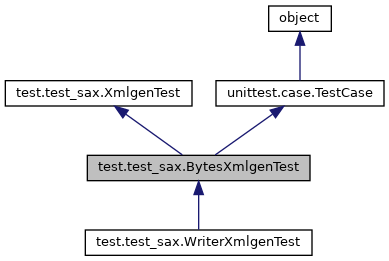 object
test.test_sax.XmlgenTest
unittest.case.TestCase
test.test_sax.BytesXmlgenTest
test.test_sax.WriterXmlgenTest